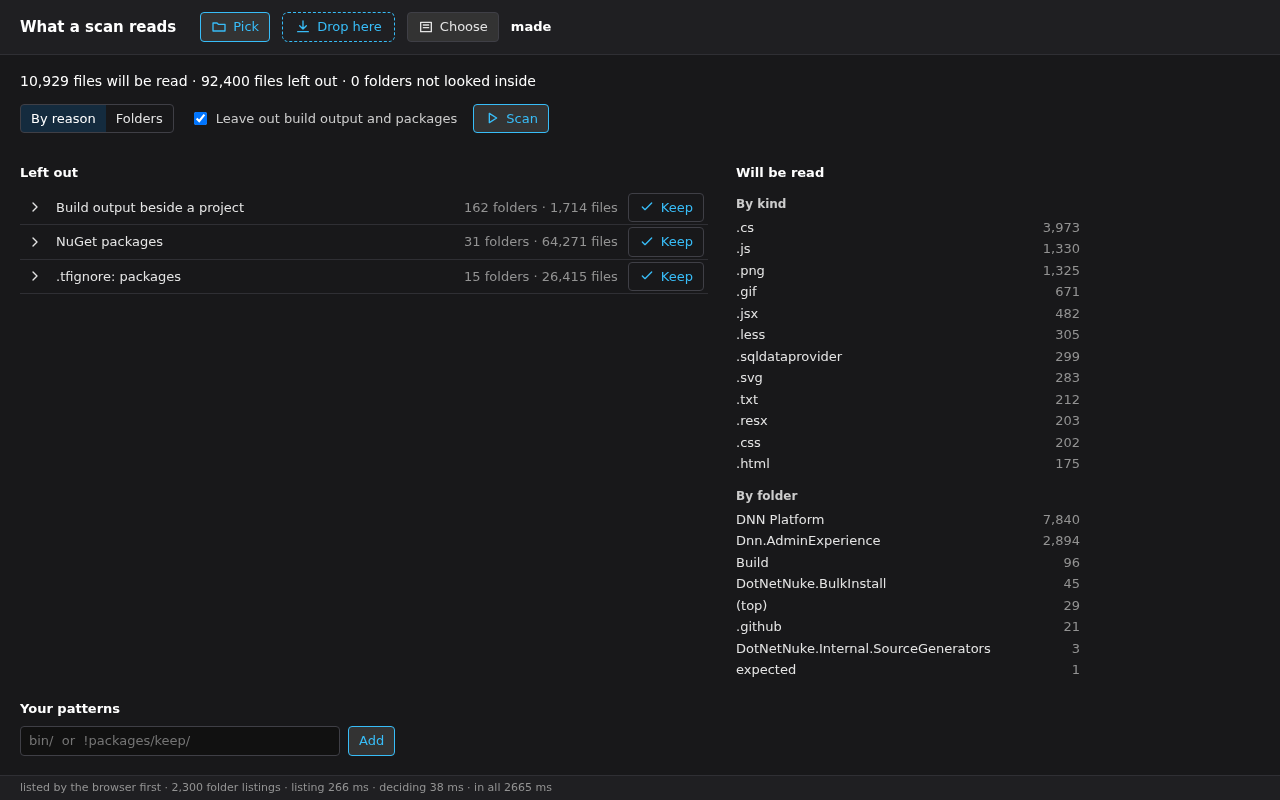 What a scan reads Pick Drop here Choose made
10,929 files will be read · 92,400 files left out · 0 folders not looked inside
By reason Folders Leave out build output and packages Scan
Left out
Build output beside a project 162 folders · 1,714 files Keep
NuGet packages 31 folders · 64,271 files Keep
.tfignore: packages 15 folders · 26,415 files Keep
Will be read
By kind
.cs 3,973
.js 1,330
.png 1,325
.gif 671
.jsx 482
.less 305
.sqldataprovider 299
.svg 283
.txt 212
.resx 203
.css 202
.html 175
By folder
DNN Platform 7,840
Dnn.AdminExperience 2,894
Build 96
DotNetNuke.BulkInstall 45
(top) 29
.github 21
DotNetNuke.Internal.SourceGenerators 3
expected 1
Your patterns
bin/ or !packages/keep/ Add
listed by the browser first · 2,300 folder listings · listing 266 ms · deciding 38 ms · in all 2665 ms